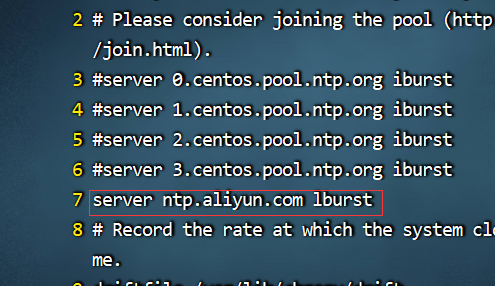 2 # Please consider joining the pool (http
/join.html).
3 #server 0.centos.pool.ntp.org iburst
4 #server 1.centos.pool.ntp.org iburst
5 #server 2.centos.pool.ntp.org iburst
6 #server 3.centos.pool.ntp.org iburst
7 server ntp.aliyun.com lburst
8 # Record the rate at which the system clo
me.